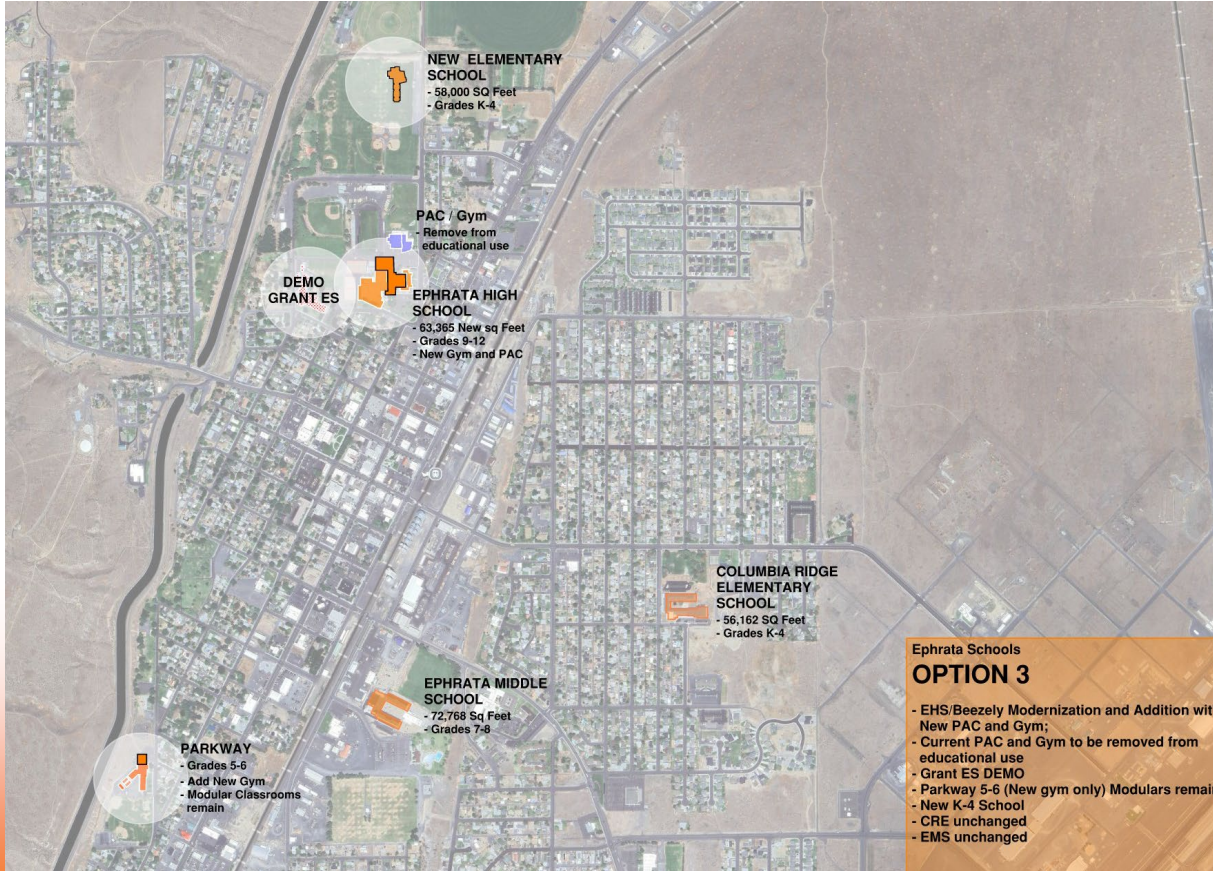 NEW ELEMENTARY
SCHOOL
- 58,000 SQ Feet
- Grades K-4
PAC / Gym
- Remove from
educational use
DEMO
GRANT ES
EPHRATA HIGH
SCHOOL
- 63,365 New sq Feet
- Grades 9-12
- New Gym and PAC
COLUMBIA RIDGE
ELEMENTARY
SCHOOL
- 56,162 SQ Feet
- Grades K-4
EPHRATA MIDDLE
SCHOOL
- 72,768 Sq Feet
- Grades 7-8
PARKWAY
- Grades 5-6
- Add New Gym
- Modular Classrooms
remain
Ephrata Schools
OPTION 3
- EHS/Beezely Modernization and Addition wit
New PAC and Gym;
- Current PAC and Gym to be removed from
educational use
- Grant ES DEMO
- Parkway 5-6 (New gym only) Modulars remain
- New K-4 School
- CRE unchanged
- EMS unchanged